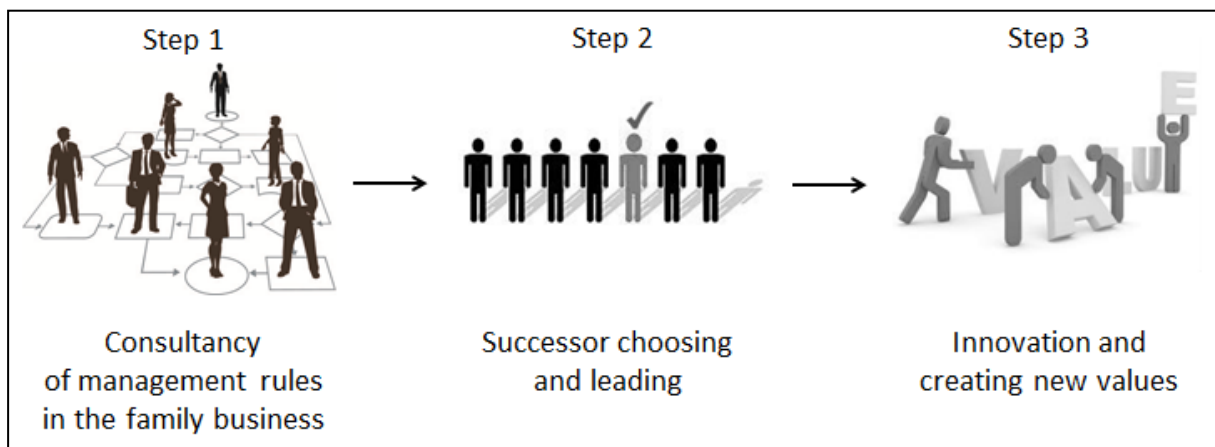 Step 1
Step 2
Step 3
VALUE
Consultancy
of management rules
in the family business
Successor choosing
and leading
Innovation and
creating new values